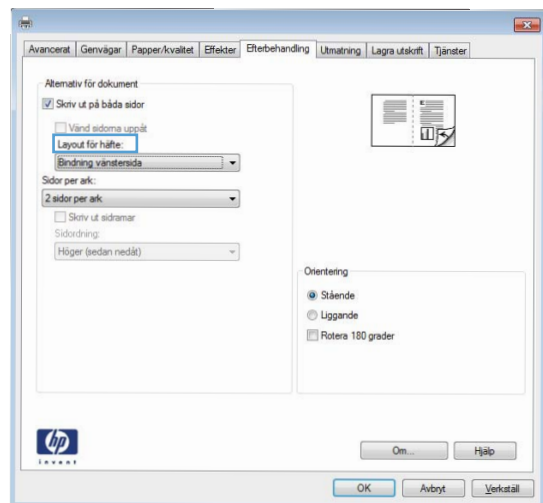 Avancerat Genvägar Papper/kvalitet Effekter Efterbehandling Utmatning Lagra utskrift Tjänster
Alternativ för dokument
Skriv ut på båda sidor
Vänd sidorna uppåt
Layout för häfte:
Bindning vänstersida
Sidor per ark:
2 sidor per ark
Skriv ut sidramar
Sidordning:
Höger (sedan nedåt)
1
Orientering
Stående
Liggande
Rotera 180 grader
hp
invent
Om... Hjälp
OK Avbryt Verkställ